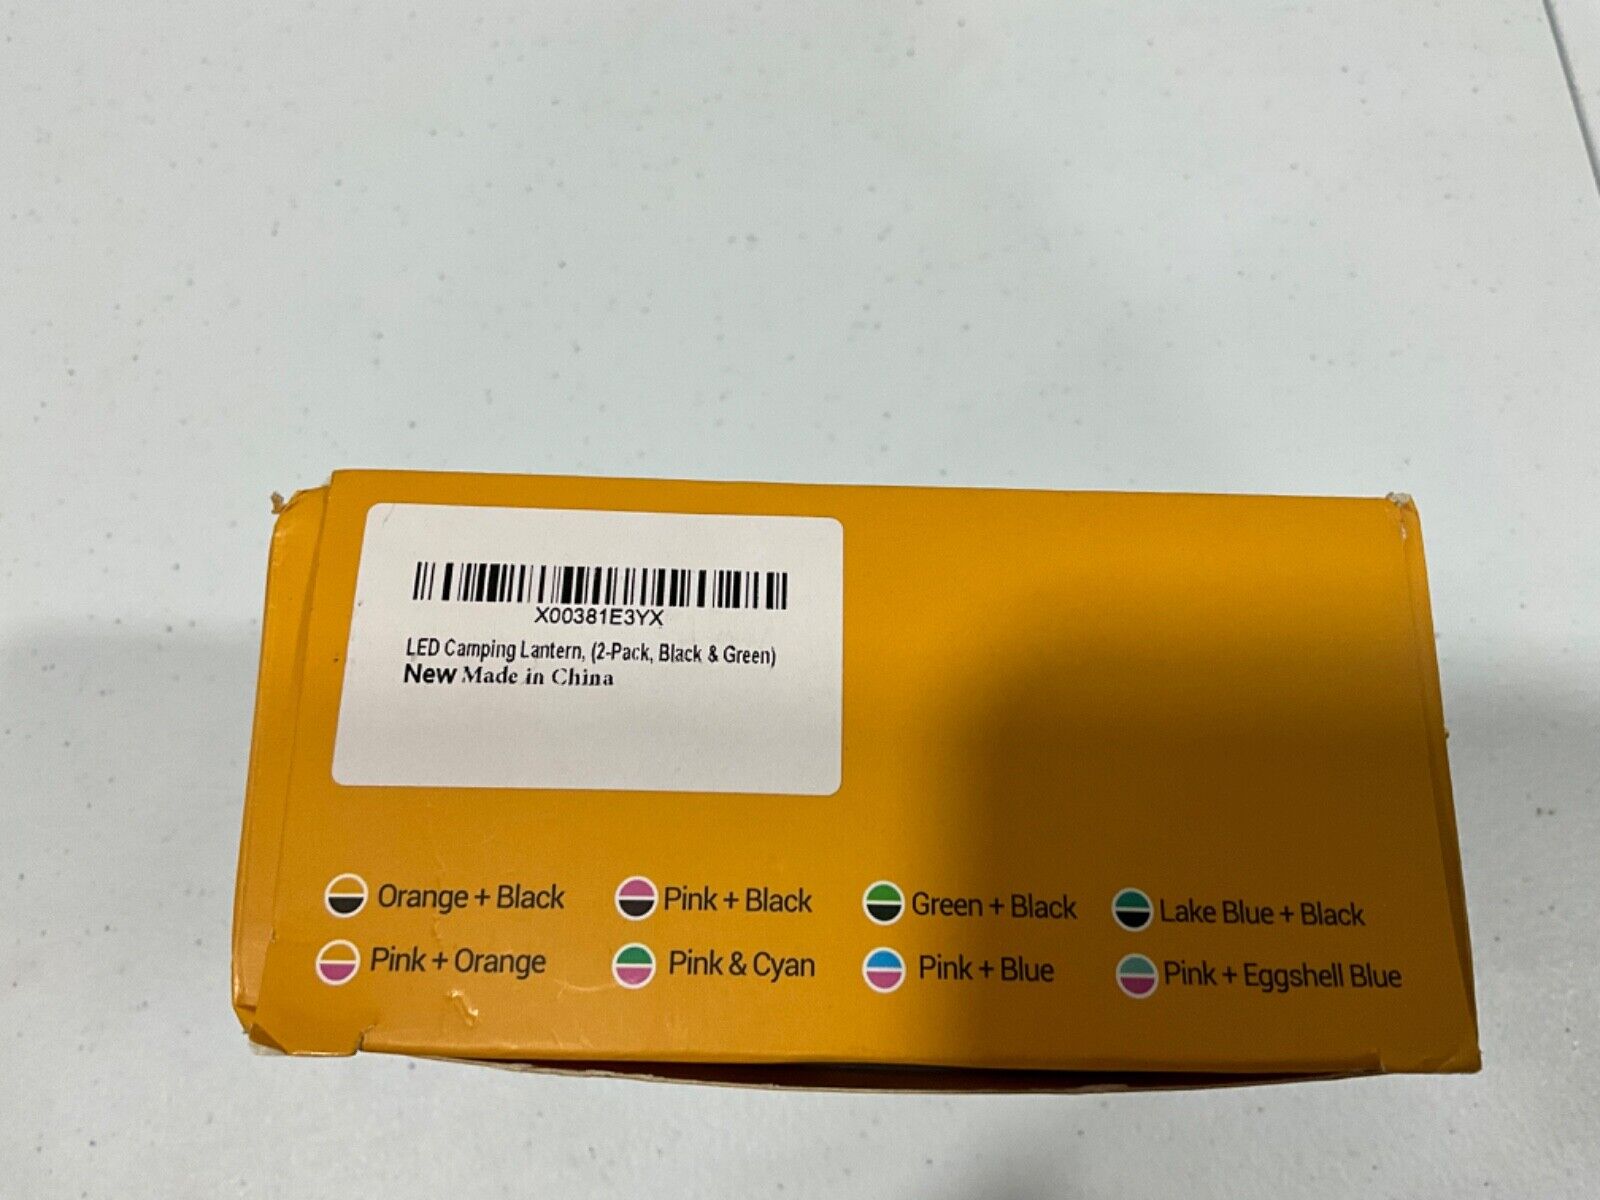 X00381E3YX
LED Camping Lantern, (2-Pack, Black & Green)
New Made in China
Orange + Black Pink + Black Green + Black Lake Blue + Black
Pink + Orange Pink & Cyan Pink + Blue Pink + Eggshell Blue